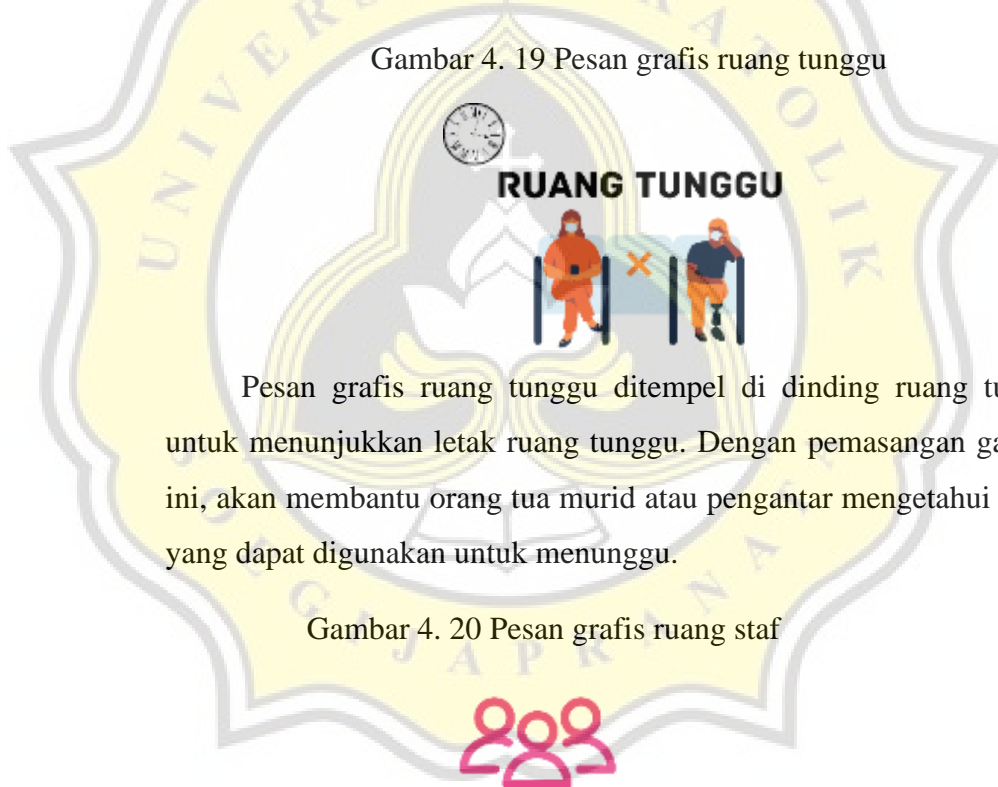 Gambar 4. 19 Pesan grafis ruang tunggu
RUANG TUNGGU
Pesan grafis ruang tunggu ditempel di dinding ruang tu
untuk menunjukkan letak ruang tunggu. Dengan pemasangan ga
ini, akan membantu orang tua murid atau pengantar mengetahui
yang dapat digunakan untuk menunggu.
Gambar 4. 20 Pesan grafis ruang staf